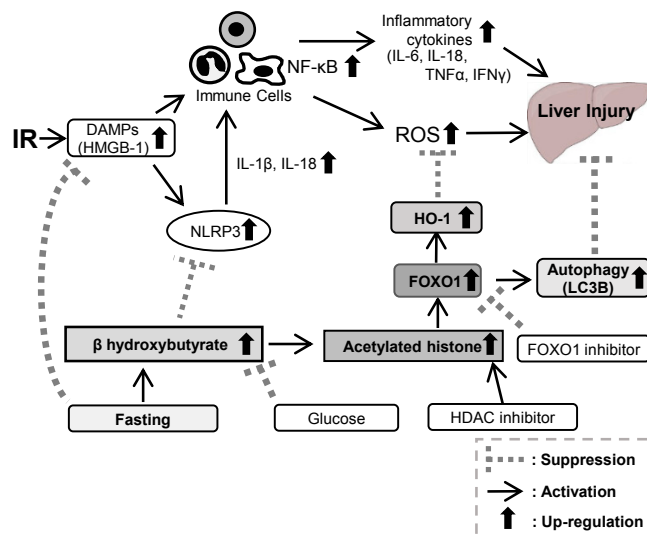 Inflammatory
cytokines
(IL-6, IL-18,
TNFα, IFNγ)
NF-κB
Immune Cells
Liver Injury
IR
DAMPs
(HMGB-1)
ROS
IL-1β, IL-18
HO-1
NLRP3
FOXO1
Autophagy
(LC3B)
β hydroxybutyrate
Acetylated histone
FOXO1 inhibitor
Fasting
Glucose
HDAC inhibitor
: Suppression
: Activation
: Up-regulation